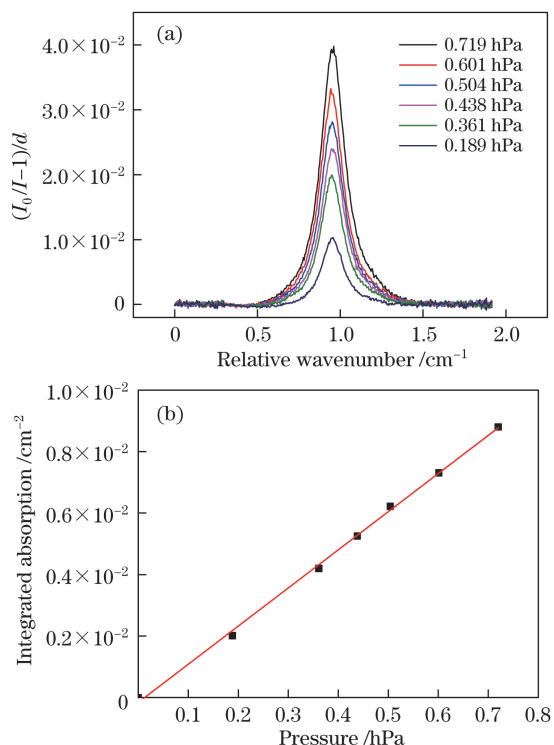 (a)
0.719 hPa
0.601 hPa
0.504 hPa
0.438 hPa
0.361 hPa
0.189 hPa
4.0×10⁻²
3.0×10⁻²
2.0×10⁻²
1.0×10⁻²
0
(I₀/I−1)/d
0 0.5 1.0 1.5 2.0
Relative wavenumber /cm⁻¹
(b)
1.0×10⁻²
0.8×10⁻²
0.6×10⁻²
0.4×10⁻²
0.2×10⁻²
0
Integrated absorption /cm⁻²
0.1 0.2 0.3 0.4 0.5 0.6 0.7 0.8
Pressure /hPa